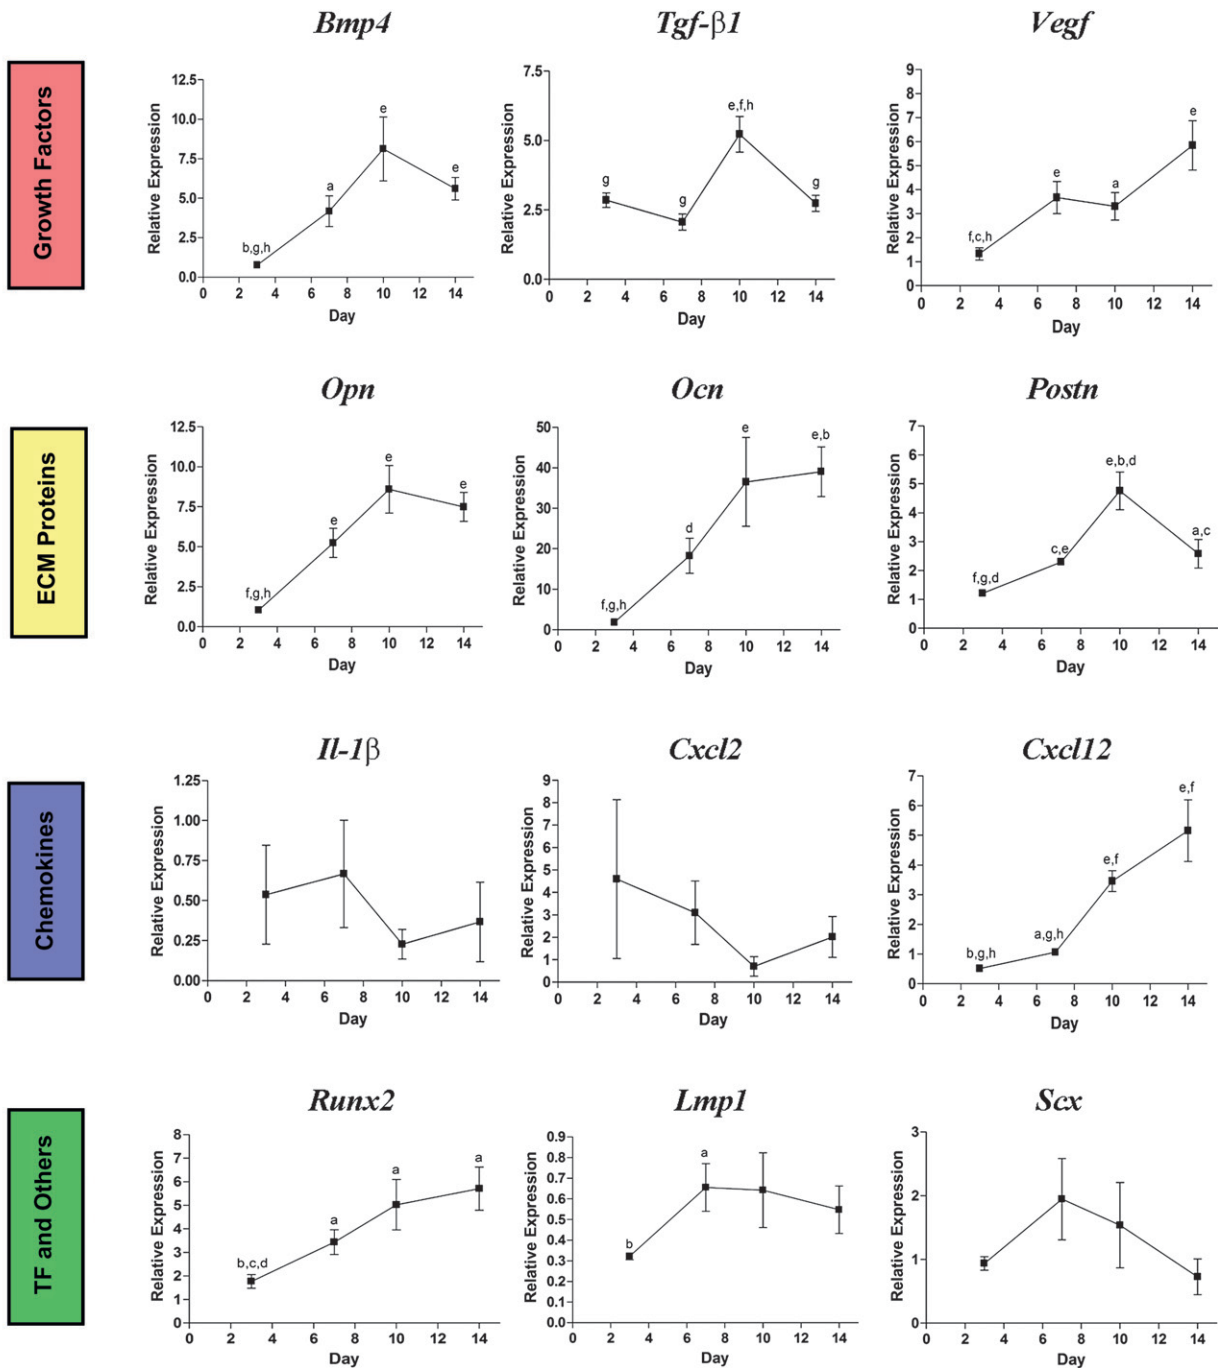 Growth Factors
Bmp4
Relative Expression
12.5
10.0
7.5
5.0
2.5
0.0
b,g,h
a
e
e
0 2 4 6 8 10 12 14
Day
Tgf-β1
Relative Expression
7.5
5.0
2.5
0.0
g
g
e,f,h
g
0 2 4 6 8 10 12 14
Day
Vegf
Relative Expression
9
8
7
6
5
4
3
2
1
0
f,c,h
e
a
e
0 2 4 6 8 10 12 14
Day
ECM Proteins
Opn
Relative Expression
12.5
10.0
7.5
5.0
2.5
0.0
f,g,h
e
e
e
0 2 4 6 8 10 12 14
Day
Ocn
Relative Expression
50
40
30
20
10
0
f,g,h
d
e
e,b
0 2 4 6 8 10 12 14
Day
Postn
Relative Expression
7
6
5
4
3
2
1
0
f,g,d
c,e
e,b,d
a,c
0 2 4 6 8 10 12 14
Day
Chemokines
Il-1β
Relative Expression
1.25
1.00
0.75
0.50
0.25
0.00
0 2 4 6 8 10 12 14
Day
Cxcl2
Relative Expression
9
8
7
6
5
4
3
2
1
0
0 2 4 6 8 10 12 14
Day
Cxcl12
Relative Expression
7
6
5
4
3
2
1
0
b,g,h
a,g,h
e,f
e,f
0 2 4 6 8 10 12 14
Day
TF and Others
Runx2
Relative Expression
8
7
6
5
4
3
2
1
0
b,c,d
a
a
a
0 2 4 6 8 10 12 14
Day
Lmp1
Relative Expression
0.9
0.8
0.7
0.6
0.5
0.4
0.3
0.2
0.1
0.0
b
a
0 2 4 6 8 10 12 14
Day
Scx
Relative Expression
3
2
1
0
0 2 4 6 8 10 12 14
Day